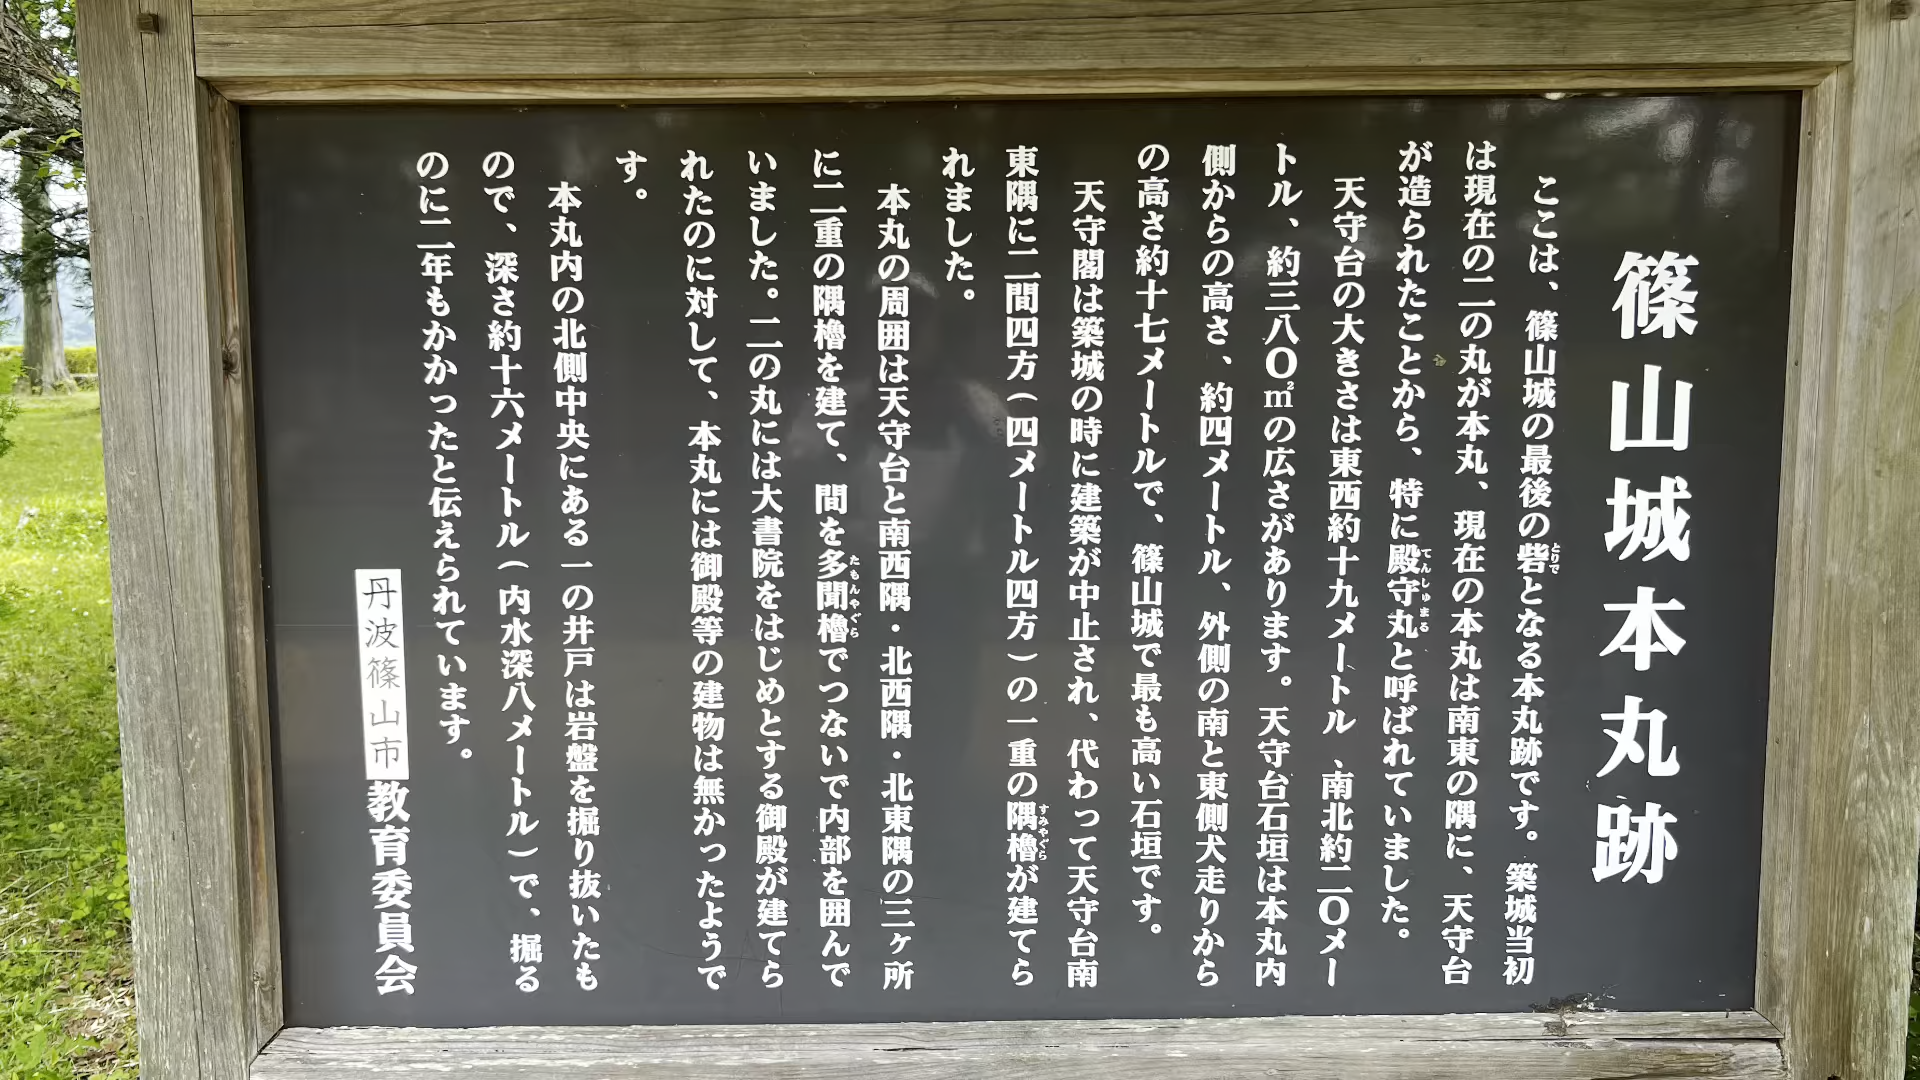 篠山城本丸跡
ここは、篠山城の最後の砦となる本丸跡です。築城当初
は現在の二の丸が本丸、現在の本丸は南東の隅に、天守台
が造られたことから、特に殿守丸と呼ばれていました。
天守台の大きさは東西約十九メートル、南北約二〇メー
トル、約三八〇㎡の広さがあります。天守台石垣は本丸内
側からの高さ、約四メートル、外側の南と東側犬走りから
の高さ約十七メートルで、篠山城で最も高い石垣です。
天守閣は築城の時に建築が中止され、代わって天守台南
東隅に二間四方(四メートル四方)の一重の隅櫓が建てら
れました。
本丸の周囲は天守台と南西隅・北西隅・北東隅の三ヶ所
に二重の隅櫓を建て、間を多聞櫓でつないで内部を囲んで
いました。二の丸には大書院をはじめとする御殿が建てら
れたのに対して、本丸には御殿等の建物は無かったようで
す。
本丸内の北側中央にある一の井戸は岩盤を掘り抜いたも
ので、深さ約十六メートル(内水深八メートル)で、掘る
のに二年もかかったと伝えられています。
丹波篠山市教育委員会
とりで
てんしゅまる
すみやぐら
たもんやぐら